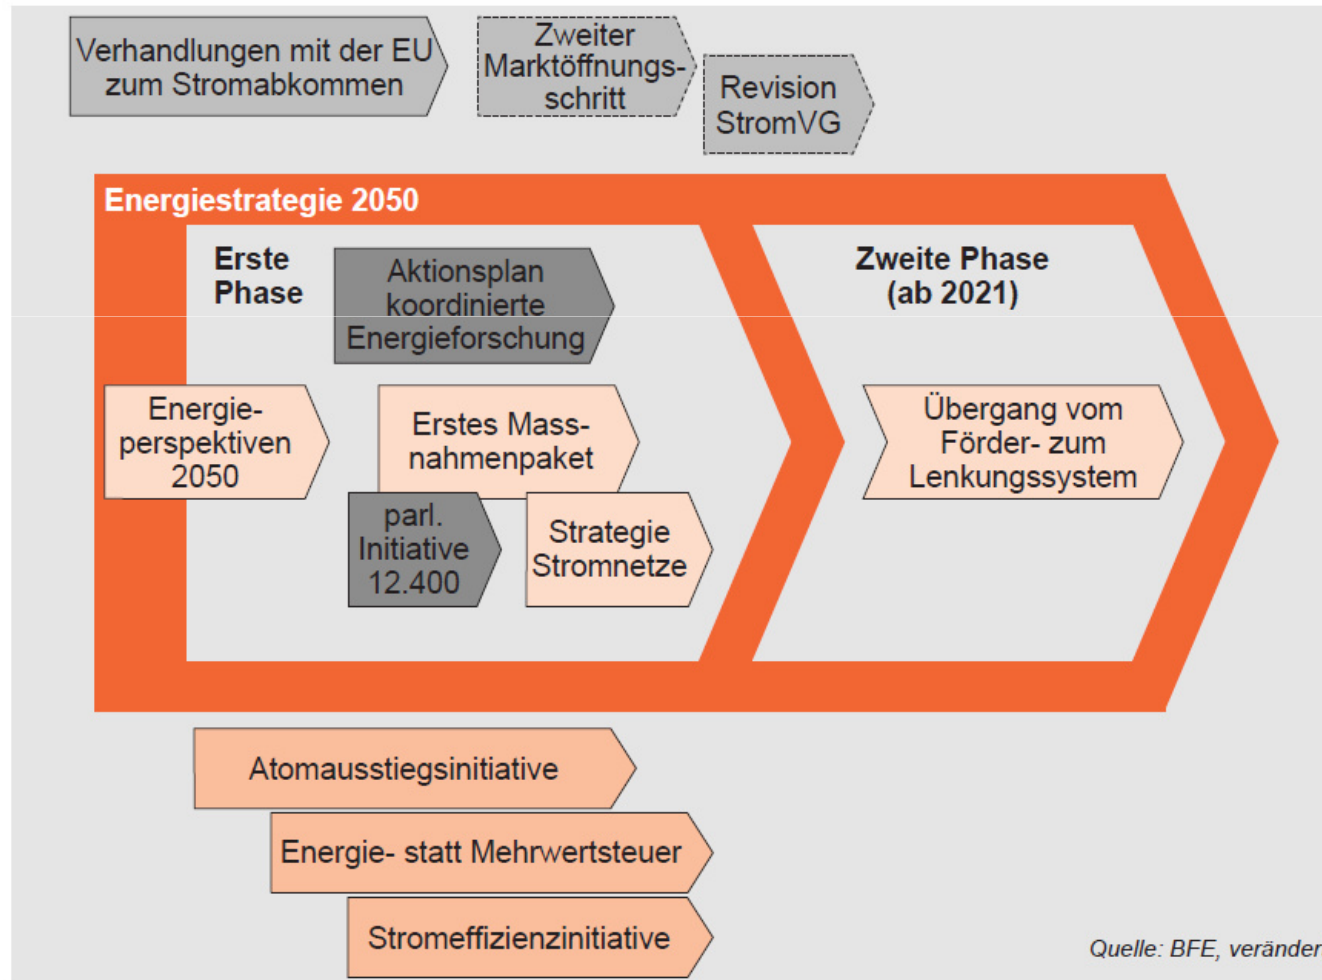 Verhandlungen mit der EU
zum Stromabkommen
Zweiter
Marktöffnungs-
schritt
Revision
StromVG
Energiestrategie 2050
Erste
Phase
Aktionsplan
koordinierte
Energieforschung
Zweite Phase
(ab 2021)
Energie-
perspektiven
2050
Erstes Mass-
nahmenpaket
Übergang vom
Förder- zum
Lenkungssystem
parl.
Initiative
12.400
Strategie
Stromnetze
Atomausstiegsinitiative
Energie- statt Mehrwertsteuer
Stromeffizienzinitiative
Quelle: BFE, veränder